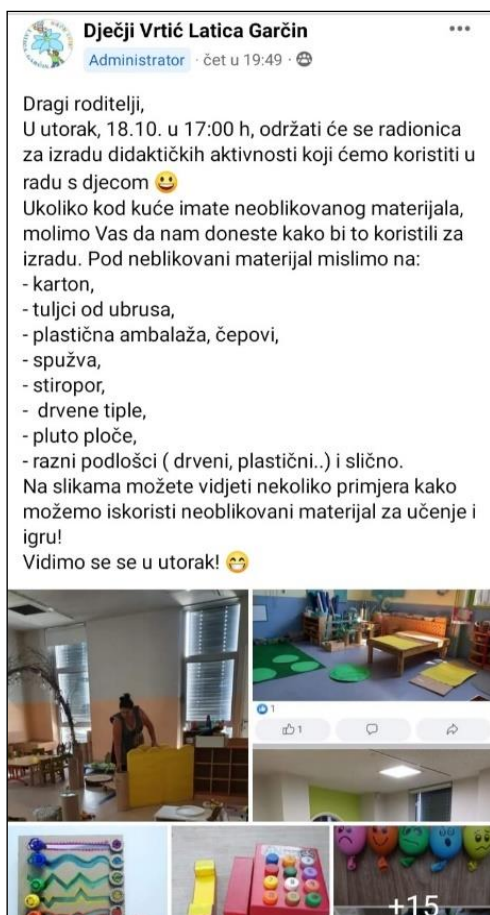 Dječji Vrtić Latica Garčin
Administrator · čet u 19:49 ·
Dragi roditelji,
U utorak, 18.10. u 17:00 h, održati će se radionica
za izradu didaktičkih aktivnosti koji ćemo koristiti u
radu s djecom 😃
Ukoliko kod kuće imate neoblikovanog materijala,
molimo Vas da nam doneste kako bi to koristili za
izradu. Pod neblikovani materijal mislimo na:
- karton,
- tuljci od ubrusa,
- plastična ambalaža, čepovi,
- spužva,
- stiropor,
- drvene tiple,
- pluto ploče,
- razni podlošci ( drveni, plastični..) i slično.
Na slikama možete vidjeti nekoliko primjera kako
možemo iskoristi neoblikovani materijal za učenje i
igru!
Vidimo se se u utorak! 😁
1
1
+15